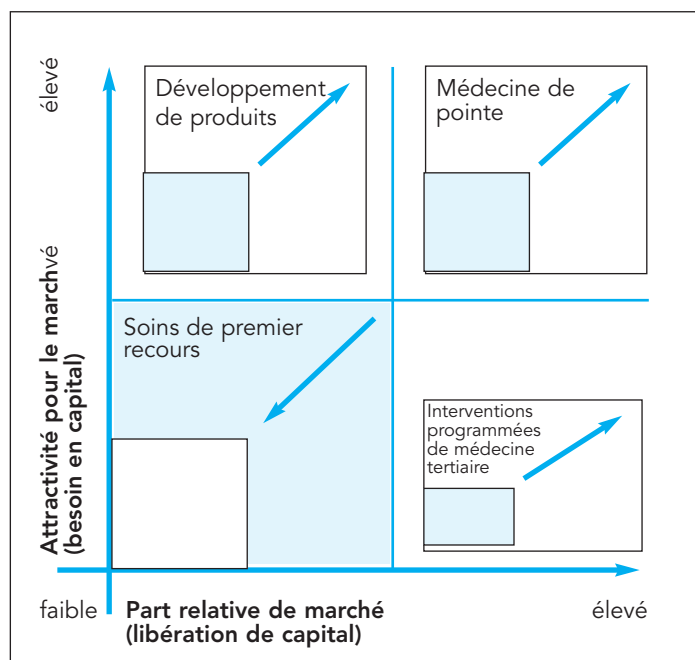 élevé
Développement
de produits
Médecine de
pointe
Attractivité pour le marchvé
(besoin en capital)
Soins de premier
recours
Interventions
programmées
de médecine
tertiaire
faible
Part relative de marché
(libération de capital)
élevé